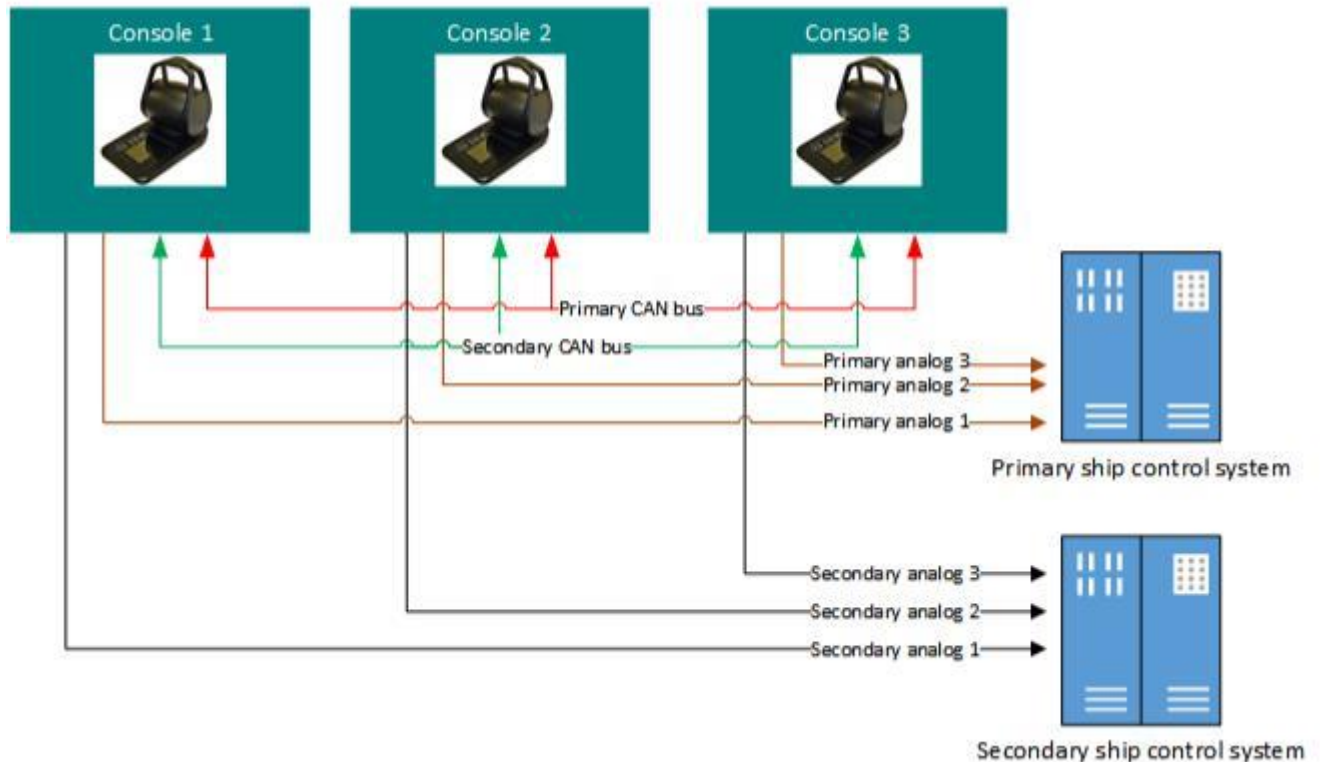 Console 1
Console 2
Console 3
Primary CAN bus
Secondary CAN bus
Primary analog 3
Primary analog 2
Primary analog 1
Primary ship control system
Secondary analog 3
Secondary analog 2
Secondary analog 1
Secondary ship control system